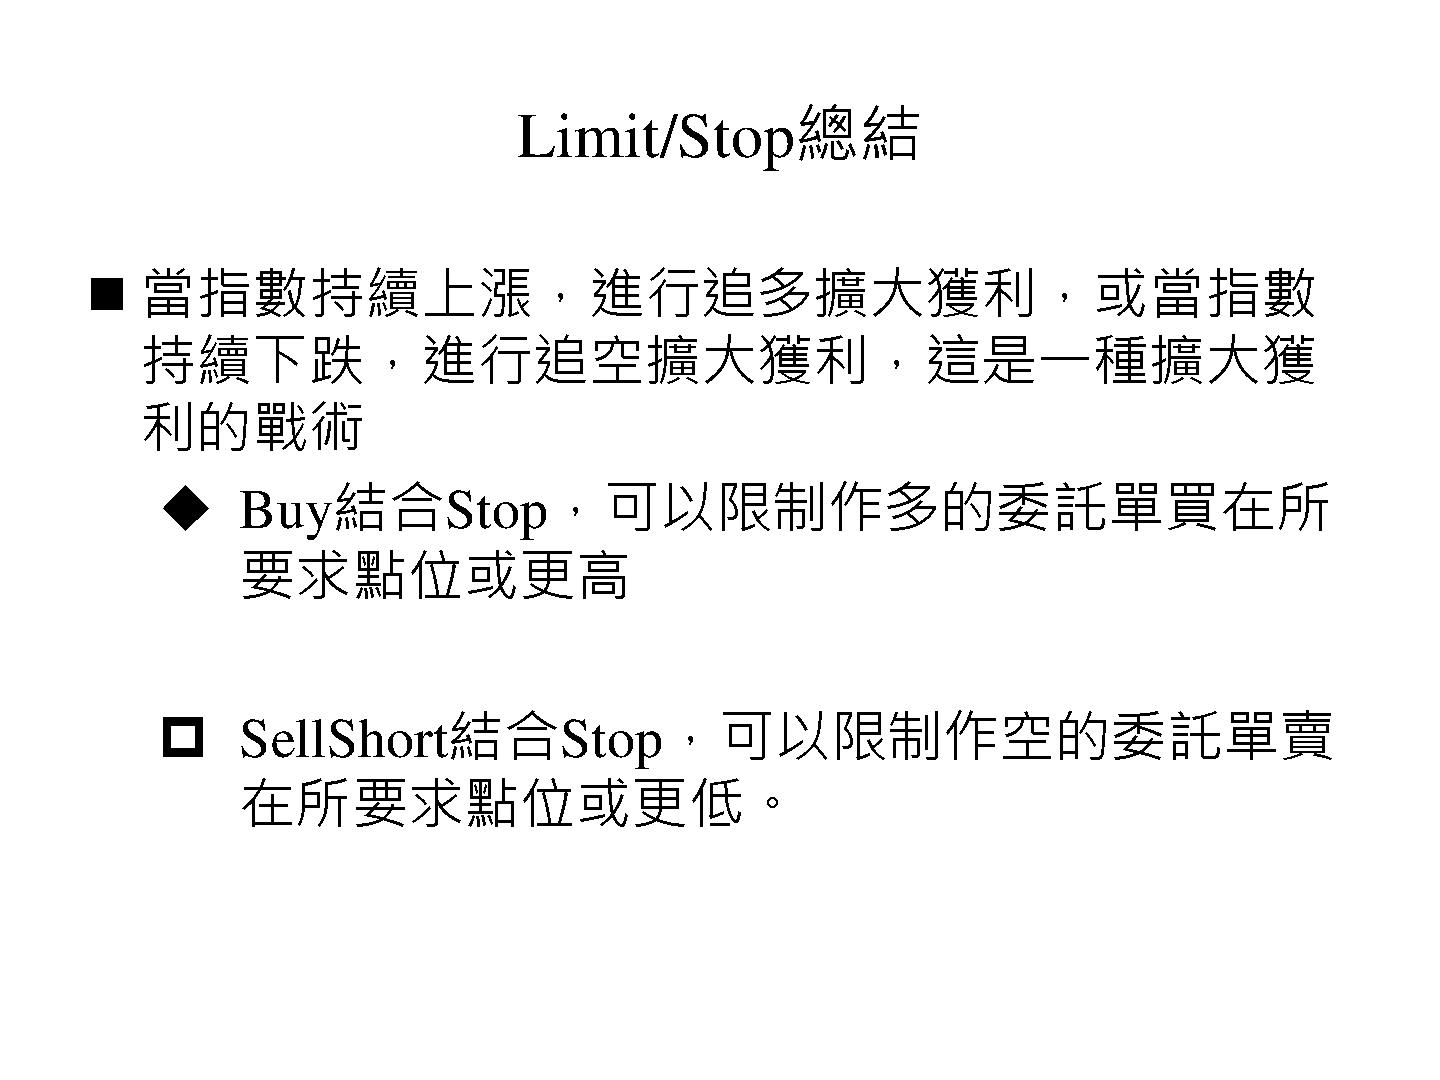 Limit/Stop總結
當指數持續上漲，進行追多擴大獲利，或當指數
持續下跌，進行追空擴大獲利，這是一種擴大獲
利的戰術
Buy結合Stop，可以限制作多的委託單買在所
要求點位或更高
SellShort結合Stop，可以限制作空的委託單賣
在所要求點位或更低。